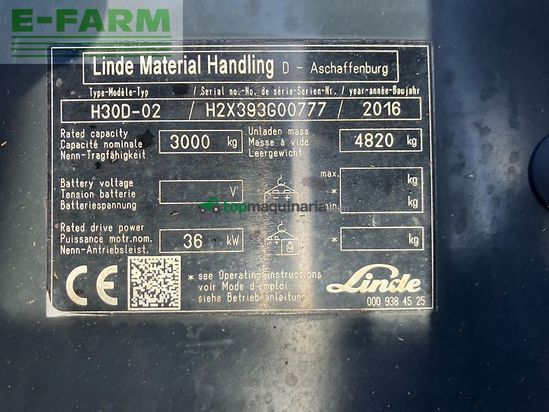 E-FARM
Linde Material Handling D - Aschaffenburg
Type-Modèle-Typ / Serial no.-No. de série-Serien-Nr. / year-année-Baujahr
H30D-02 / H2X393G00777 / 2016
Rated capacity
Capacité nominale
Nenn-Tragfähigkeit
3000 kg
Unladen mass
Masse à vide
Leergewicht
4820 kg
Battery voltage
Tension batterie
Batteriespannung
V
max. kg
*
min. kg
topmaquinaria
Rated drive power
Puissance motr.nom.
Nenn-Antriebsleist.
36 kW
* kg
* see Operating instructions
voir Mode d'emploi
siehe Betriebsanleitung
CE
Linde
000 938 45 25